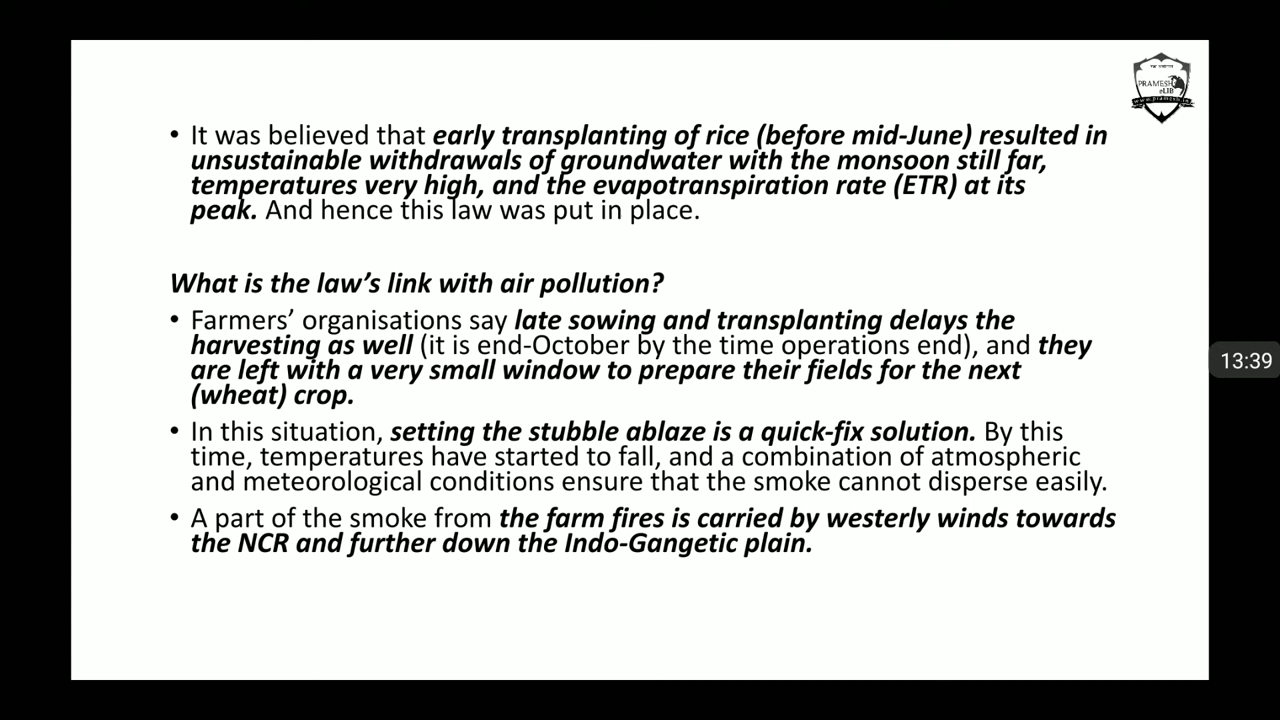 PRAMESH
eLIB
• It was believed that early transplanting of rice (before mid-June) resulted in
unsustainable withdrawals of groundwater with the monsoon still far,
temperatures very high, and the evapotranspiration rate (ETR) at its
peak. And hence this law was put in place.
What is the law’s link with air pollution?
• Farmers’ organisations say late sowing and transplanting delays the
harvesting as well (it is end-October by the time operations end), and they
are left with a very small window to prepare their fields for the next
(wheat) crop.
• In this situation, setting the stubble ablaze is a quick-fix solution. By this
time, temperatures have started to fall, and a combination of atmospheric
and meteorological conditions ensure that the smoke cannot disperse easily.
• A part of the smoke from the farm fires is carried by westerly winds towards
the NCR and further down the Indo-Gangetic plain.
13:39